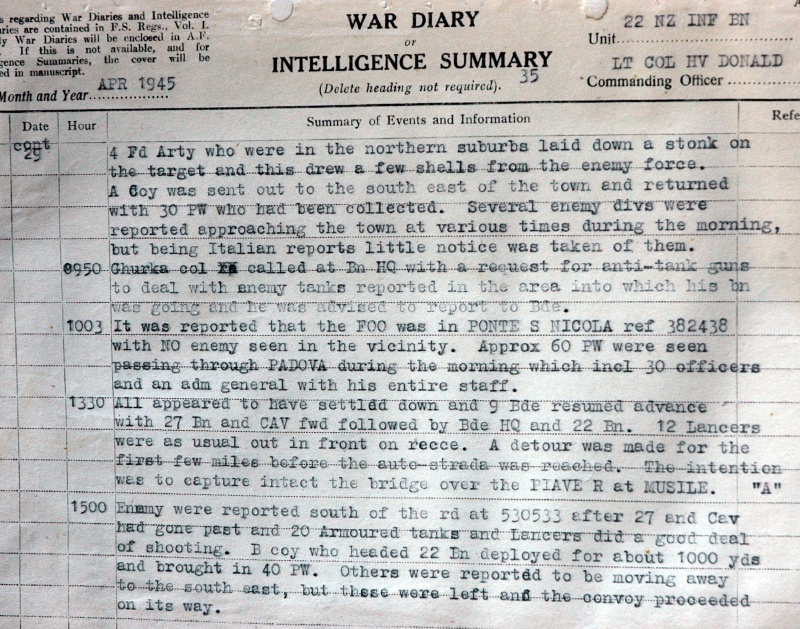 s regarding War Diaries and Intelligence
ries are contained in F.S. Regs., Vol. I.
ly War Diaries will be enclosed in A.F.
If this is not available, and for
gence Summaries, the cover will be
ed in manuscript.
Month and Year APR 1945
WAR DIARY
or
INTELLIGENCE SUMMARY
(Delete heading not required). 35
Unit 22 NZ INF BN
LT COL HV DONALD
Commanding Officer
Date Hour Summary of Events and Information Refe
cont
29 4 Fd Arty who were in the northern suburbs laid down a stonk on
the target and this drew a few shells from the enemy force.
A Coy was sent out to the south east of the town and returned
with 30 PW who had been collected. Several enemy divs were
reported approaching the town at various times during the morning,
but being Italian reports little notice was taken of them.
0950 Ghurka col called at Bn HQ with a request for anti-tank guns
to deal with enemy tanks reported in the area into which his bn
was going and he was advised to report to Bde.
1003 It was reported that the FOO was in PONTE S NICOLA ref 382438
with NO enemy seen in the vicinity. Approx 60 PW were seen
passing through PADOVA during the morning which incl 30 officers
and an adm general with his entire staff.
1330 All appeared to have settldd down and 9 Bde resumed advance
with 27 Bn and CAV fwd followed by Bde HQ and 22 Bn. 12 Lancers
were as usual out in front on recce. A detour was made for the
first few miles before the auto-strada was reached. The intention
was to capture intact the bridge over the PIAVE R at MUSILE. "A"
1500 Enemy were reported south of the rd at 530533 after 27 and Cav
had gone past and 20 Armoured tanks and Lancers did a good deal
of shooting. B coy who headed 22 Bn deployed for about 1000 yds
and brought in 40 PW. Others were reported to be moving away
to the south east, but these were left and the convoy proceeded
on its way.